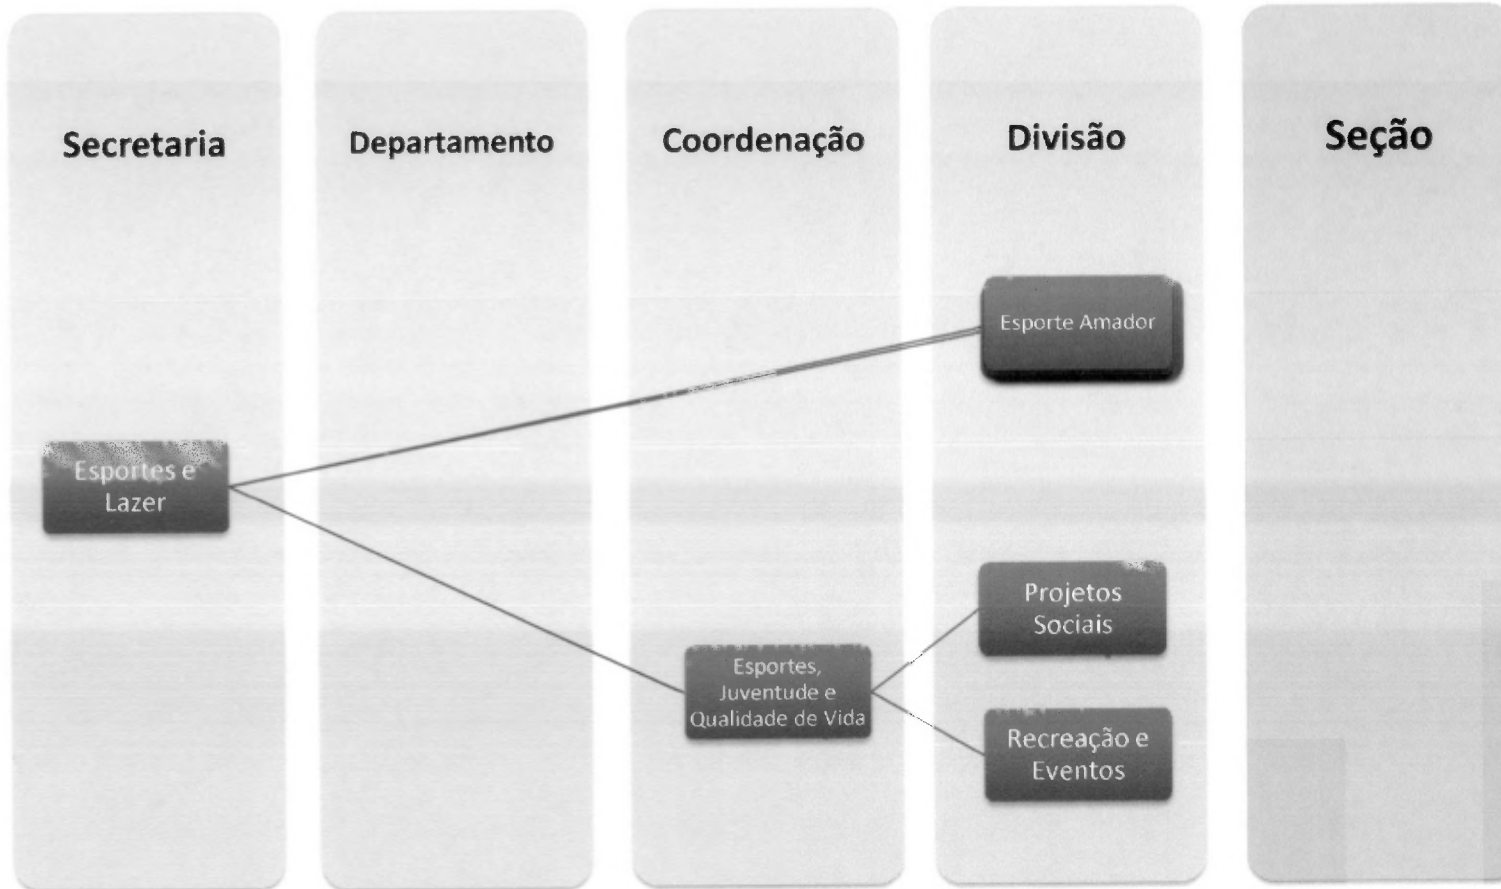 Secretaria
Departamento
Coordenação
Divisão
Seção
Esporte Amador
Esportes e
Lazer
Projetos
Sociais
Esportes,
Juventude e
Qualidade de Vida
Recreação e
Eventos